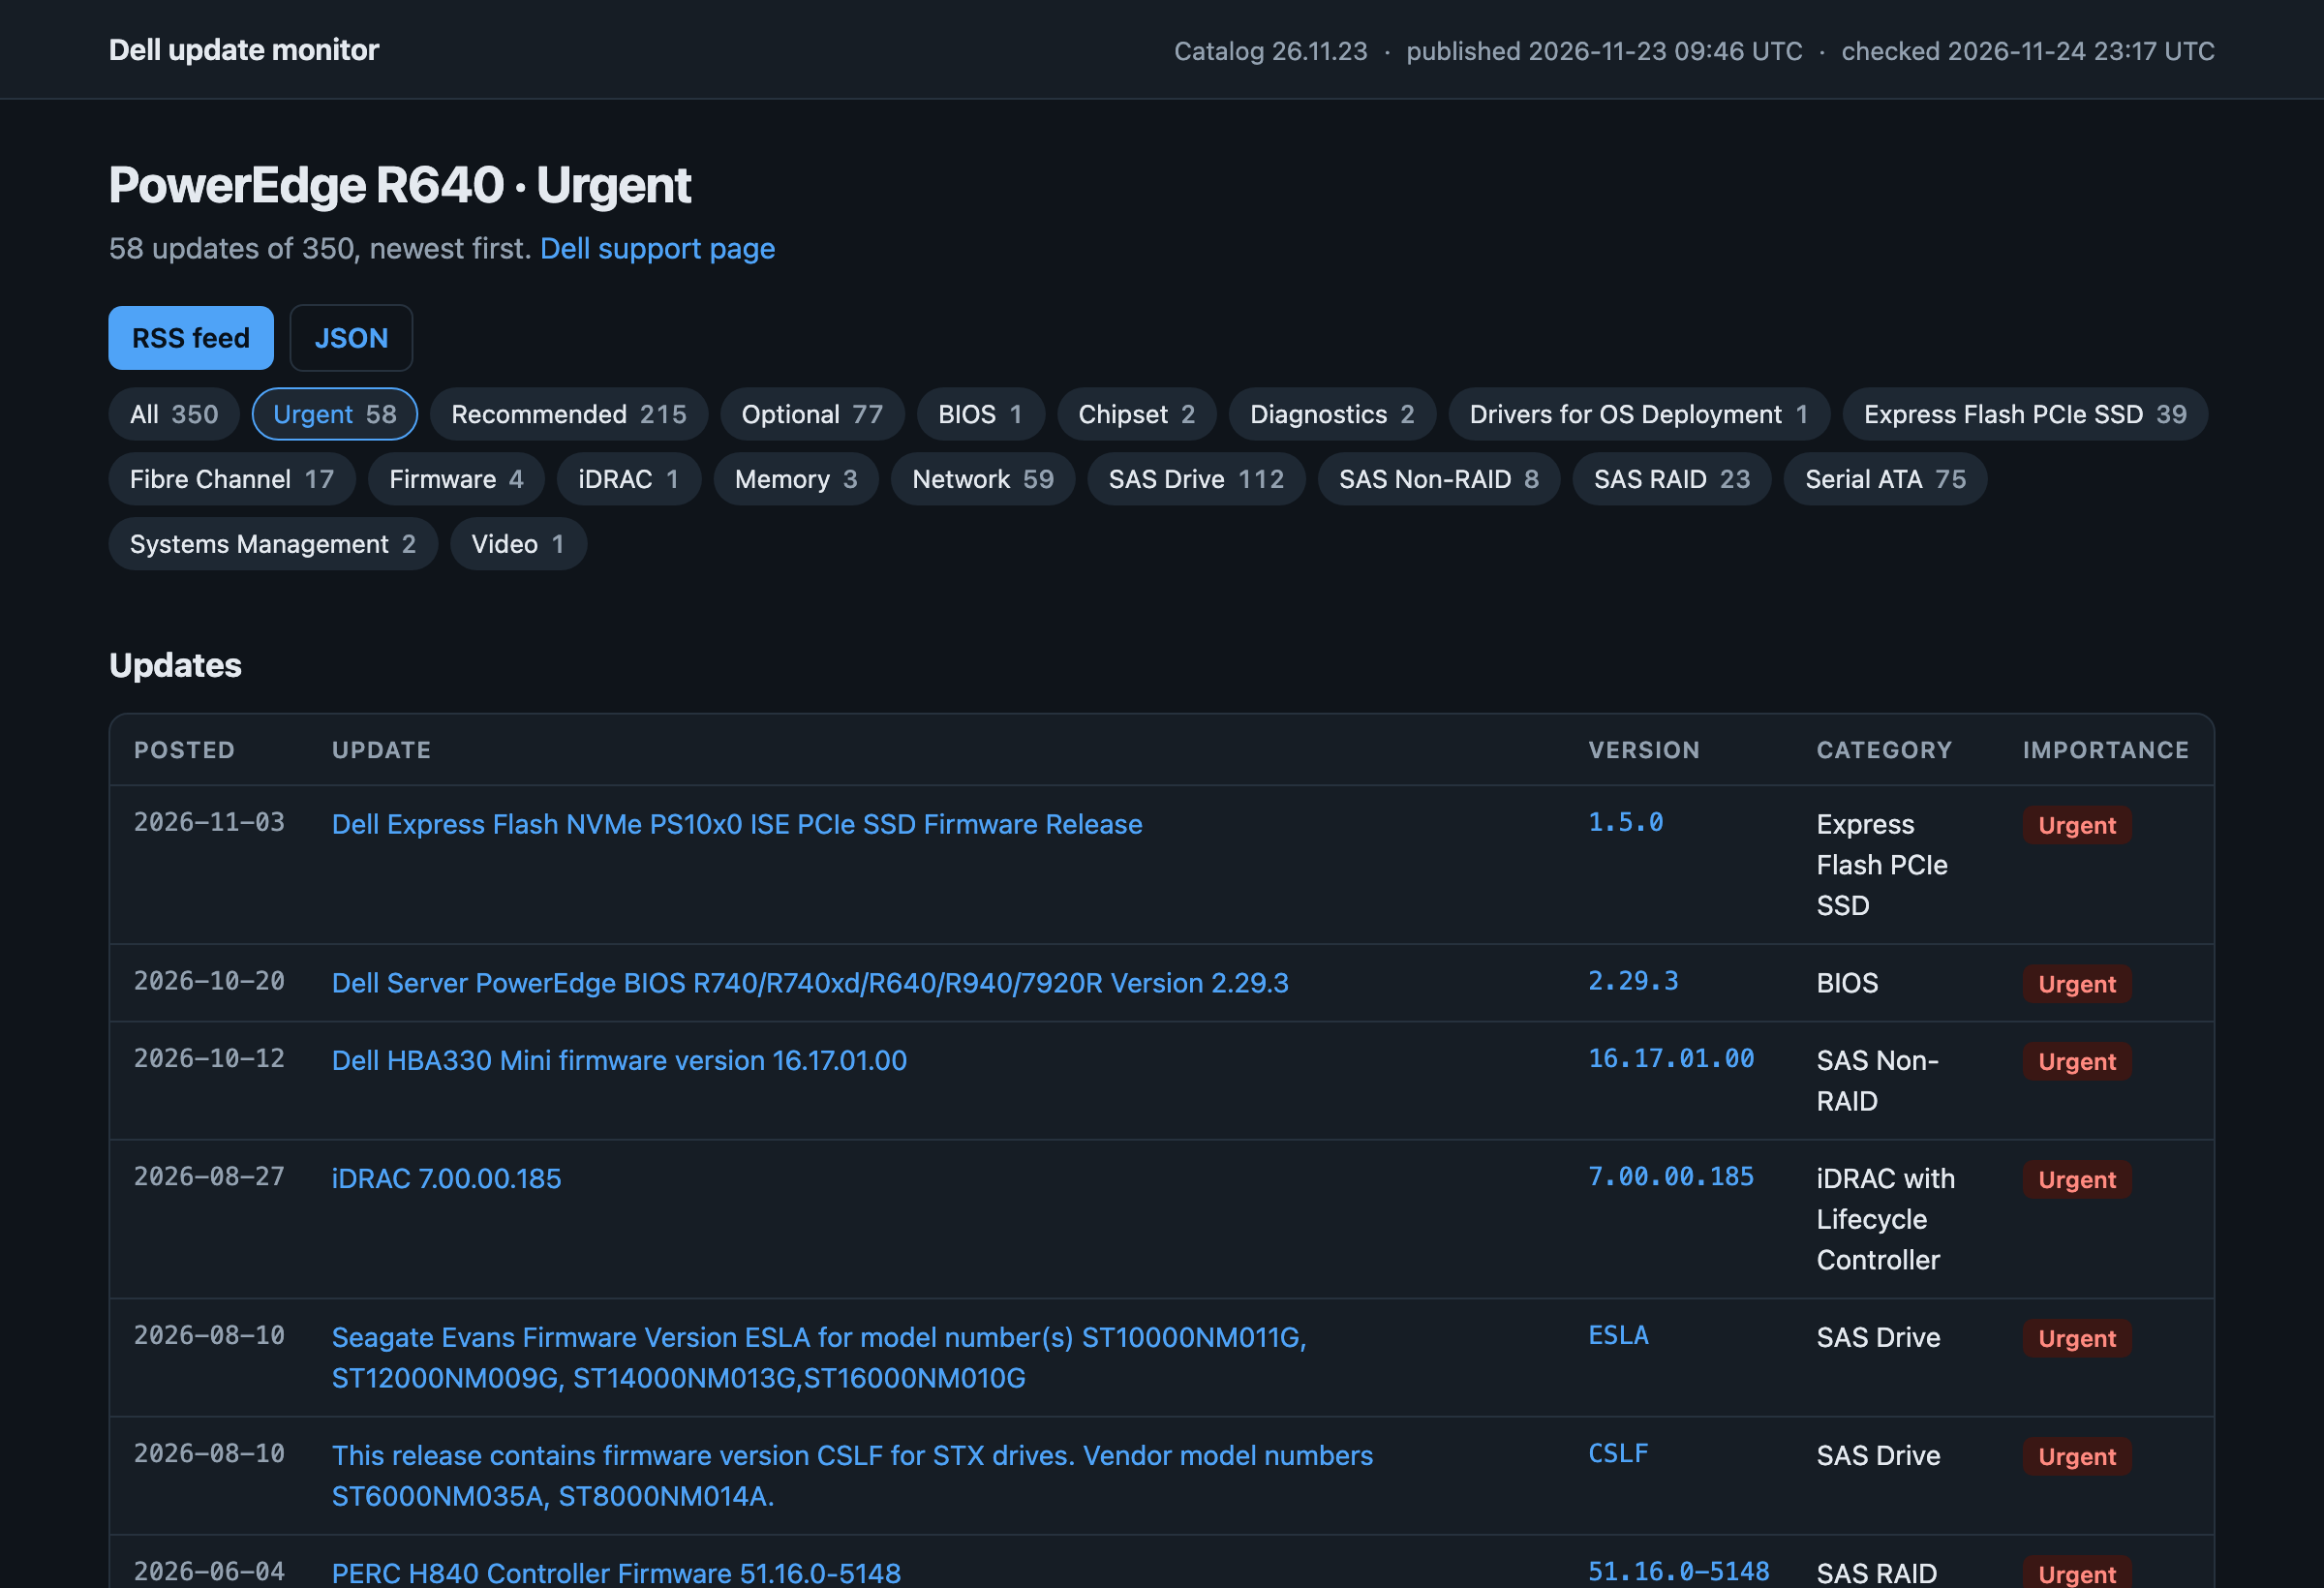 Dell update monitor
Catalog 26.11.23 · published 2026-11-23 09:46 UTC · checked 2026-11-24 23:17 UTC
PowerEdge R640 · Urgent
58 updates of 350, newest first. Dell support page
RSS feed JSON
All 350 Urgent 58 Recommended 215 Optional 77 BIOS 1 Chipset 2 Diagnostics 2 Drivers for OS Deployment 1 Express Flash PCIe SSD 39
Fibre Channel 17 Firmware 4 iDRAC 1 Memory 3 Network 59 SAS Drive 112 SAS Non-RAID 8 SAS RAID 23 Serial ATA 75
Systems Management 2 Video 1
Updates
POSTED UPDATE VERSION CATEGORY IMPORTANCE
2026-11-03 Dell Express Flash NVMe PS10x0 ISE PCIe SSD Firmware Release 1.5.0 Express Urgent
Flash PCIe
SSD
2026-10-20 Dell Server PowerEdge BIOS R740/R740xd/R640/R940/7920R Version 2.29.3 2.29.3 BIOS Urgent
2026-10-12 Dell HBA330 Mini firmware version 16.17.01.00 16.17.01.00 SAS Non- Urgent
RAID
2026-08-27 iDRAC 7.00.00.185 7.00.00.185 iDRAC with Urgent
Lifecycle
Controller
2026-08-10 Seagate Evans Firmware Version ESLA for model number(s) ST10000NM011G, ESLA SAS Drive Urgent
ST12000NM009G, ST14000NM013G,ST16000NM010G
2026-08-10 This release contains firmware version CSLF for STX drives. Vendor model numbers CSLF SAS Drive Urgent
ST6000NM035A, ST8000NM014A.
2026-06-04 PERC H840 Controller Firmware 51.16.0-5148 51.16.0-5148 SAS RAID Urgent